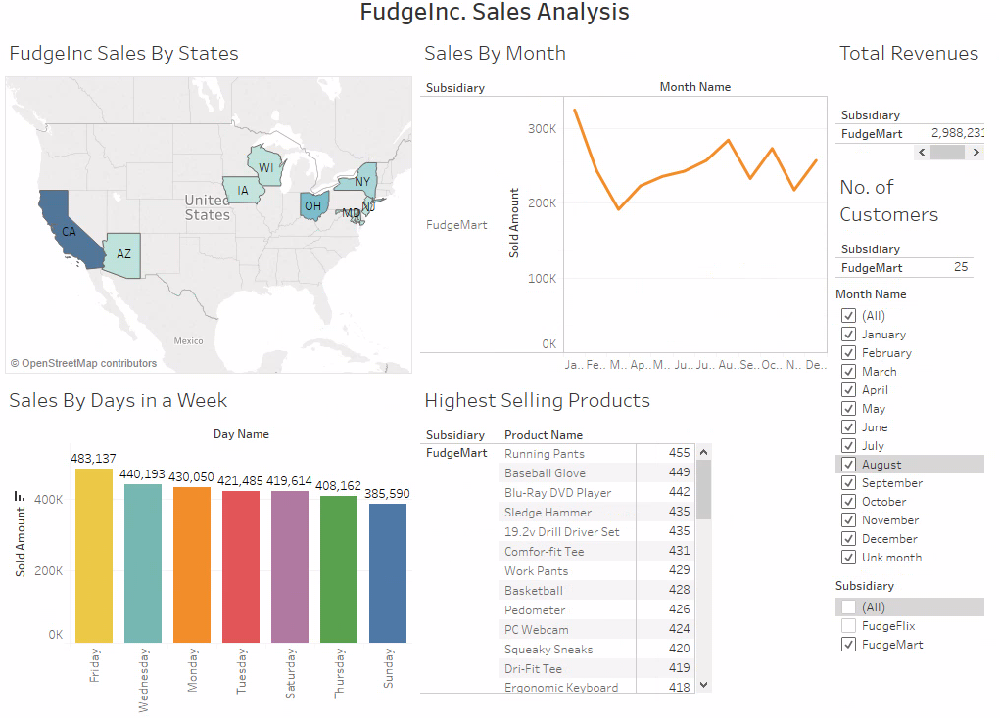 FudgeInc. Sales Analysis
FudgeInc Sales By States
WI
IA
NY
United
States
OH
MD
NJ
CA
AZ
Mexico
© OpenStreetMap contributors
Sales By Month
Subsidiary
Month Name
300K
200K
100K
0K
Sold Amount
FudgeMart
Ja.. Fe.. M.. Ap.. M.. Ju.. Ju.. Au.. Se.. Oc.. N.. De..
Total Revenues
Subsidiary
FudgeMart 2,988,231
No. of
Customers
Subsidiary
FudgeMart 25
Month Name
(All)
January
February
March
April
May
June
July
August
September
October
November
December
Unk month
Subsidiary
(All)
FudgeFlix
FudgeMart
Sales By Days in a Week
Day Name
483,137
440,193
430,050
421,485
419,614
408,162
385,590
400K
200K
0K
Sold Amount
Friday
Wednesday
Monday
Tuesday
Saturday
Thursday
Sunday
Highest Selling Products
Subsidiary Product Name
FudgeMart Running Pants 455
Baseball Glove 449
Blu-Ray DVD Player 442
Sledge Hammer 435
19.2v Drill Driver Set 435
Comfor-fit Tee 431
Work Pants 429
Basketball 428
Pedometer 426
PC Webcam 424
Squeaky Sneaks 420
Dri-Fit Tee 419
Ergonomic Keyboard 418